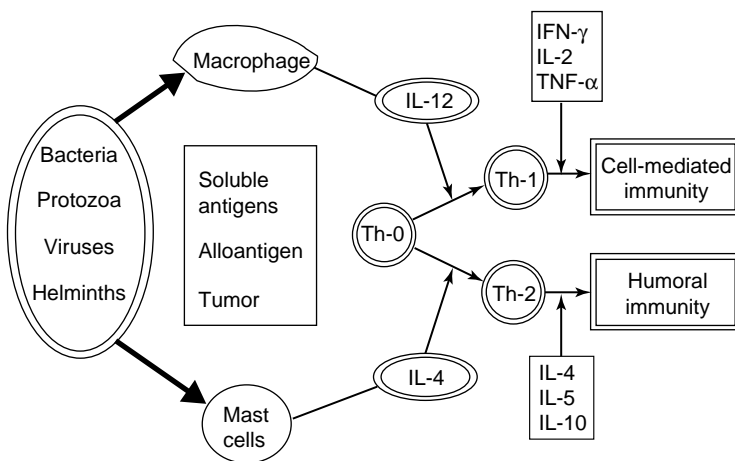 Macrophage
IL-12
IFN-γ
IL-2
TNF-α
Bacteria
Protozoa
Viruses
Helminths
Soluble
antigens
Alloantigen
Tumor
Th-0
Th-1
Cell-mediated
immunity
Th-2
Humoral
immunity
IL-4
Mast
cells
IL-4
IL-5
IL-10